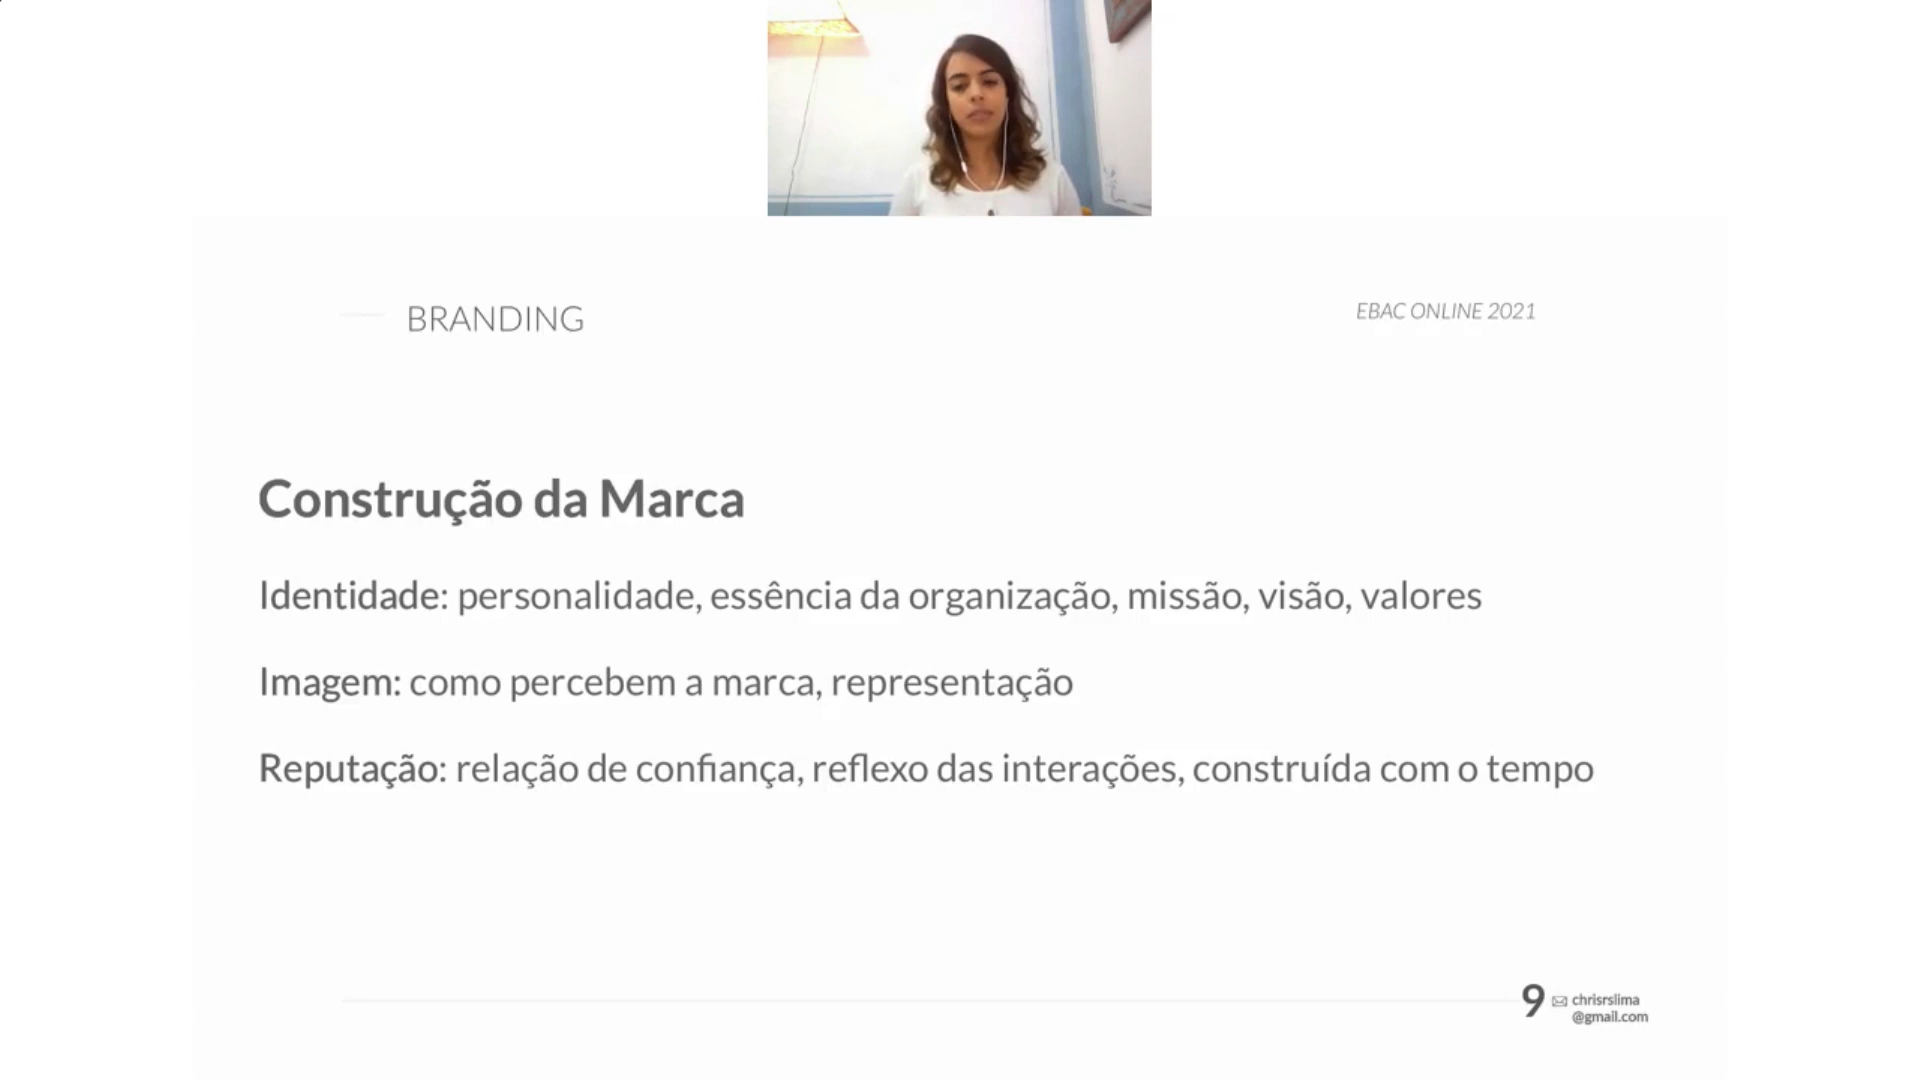 BRANDING
EBAC ONLINE 2021
Construção da Marca
Identidade: personalidade, essência da organização, missão, visão, valores
Imagem: como percebem a marca, representação
Reputação: relação de confiança, reflexo das interações, construída com o tempo
9
chrisrslima
@gmail.com